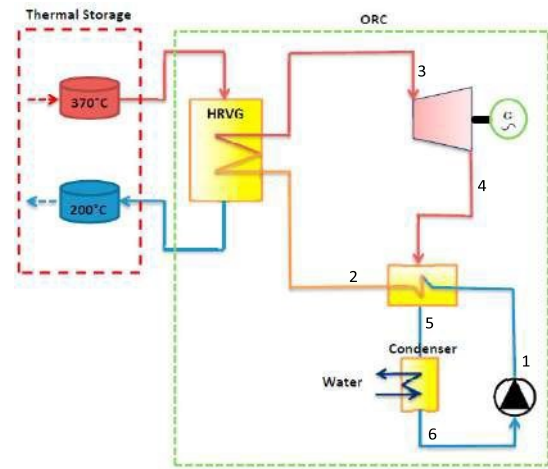 Thermal Storage
ORC
370°C
HRVG
3
G
4
200°C
2
5
Condenser
Water
1
6